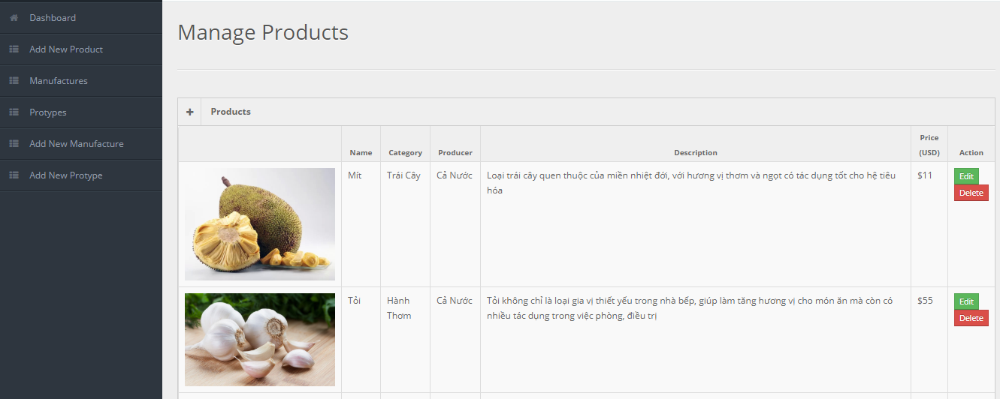 Dashboard
Add New Product
Manufactures
Protypes
Add New Manufacture
Add New Protype
Manage Products
Products
Name
Category
Producer
Description
Price
(USD)
Action
Mít
Trái Cây
Cả Nước
Loại trái cây quen thuộc của miền nhiệt đới, với hương vị thơm và ngọt có tác dụng tốt cho hệ tiêu
hóa
$11
Edit
Delete
Tỏi
Hành
Thơm
Cả Nước
Tỏi không chỉ là loại gia vị thiết yếu trong nhà bếp, giúp làm tăng hương vị cho món ăn mà còn có
nhiều tác dụng trong việc phòng, điều trị
$55
Edit
Delete